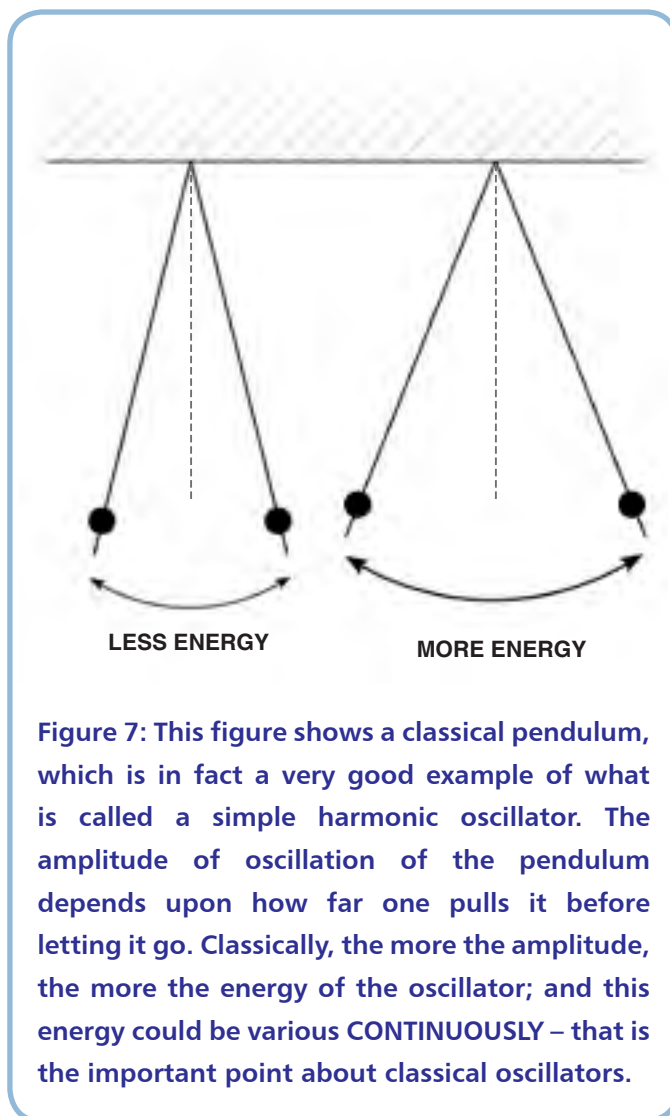 LESS ENERGY
MORE ENERGY
Figure 7: This figure shows a classical pendulum,
which is in fact a very good example of what
is called a simple harmonic oscillator. The
amplitude of oscillation of the pendulum
depends upon how far one pulls it before
letting it go. Classically, the more the amplitude,
the more the energy of the oscillator; and this
energy could be various CONTINUOUSLY – that is
the important point about classical oscillators.